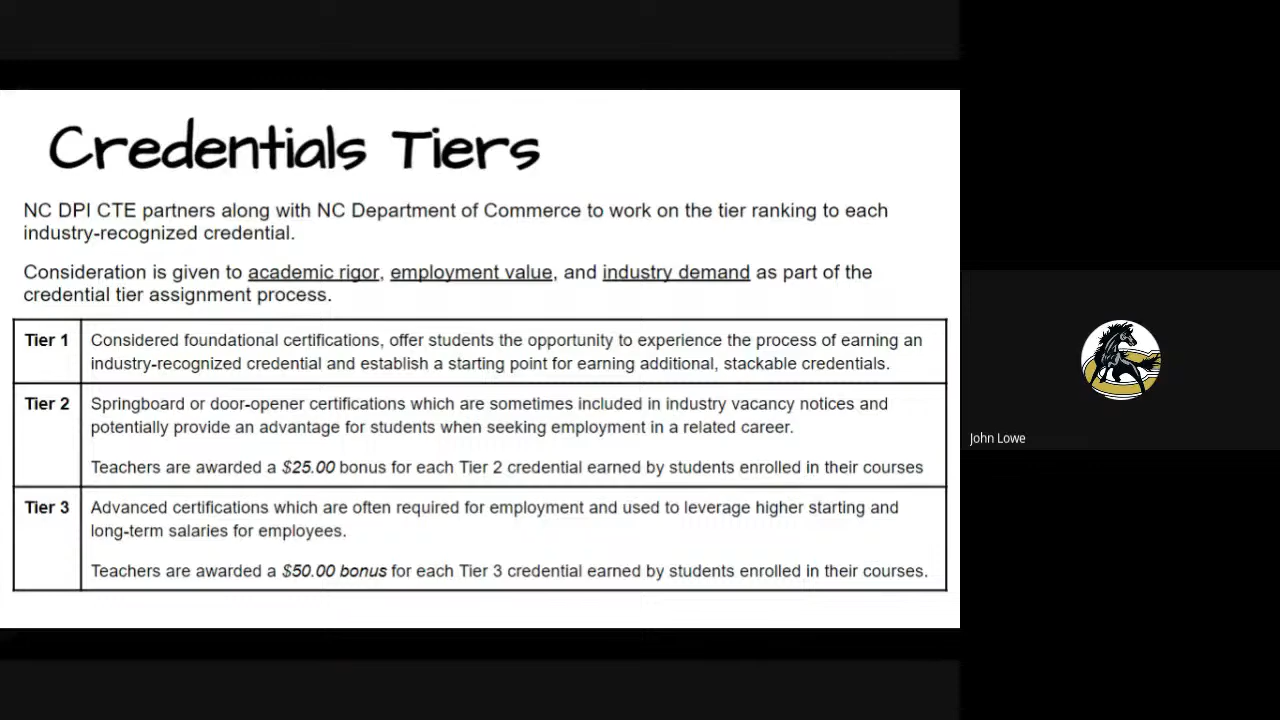 Credentials Tiers
NC DPI CTE partners along with NC Department of Commerce to work on the tier ranking to each
industry-recognized credential.
Consideration is given to academic rigor, employment value, and industry demand as part of the
credential tier assignment process.
Tier 1
Considered foundational certifications, offer students the opportunity to experience the process of earning an
industry-recognized credential and establish a starting point for earning additional, stackable credentials.
Tier 2
Springboard or door-opener certifications which are sometimes included in industry vacancy notices and
potentially provide an advantage for students when seeking employment in a related career.
Teachers are awarded a $25.00 bonus for each Tier 2 credential earned by students enrolled in their courses
Tier 3
Advanced certifications which are often required for employment and used to leverage higher starting and
long-term salaries for employees.
Teachers are awarded a $50.00 bonus for each Tier 3 credential earned by students enrolled in their courses.
John Lowe